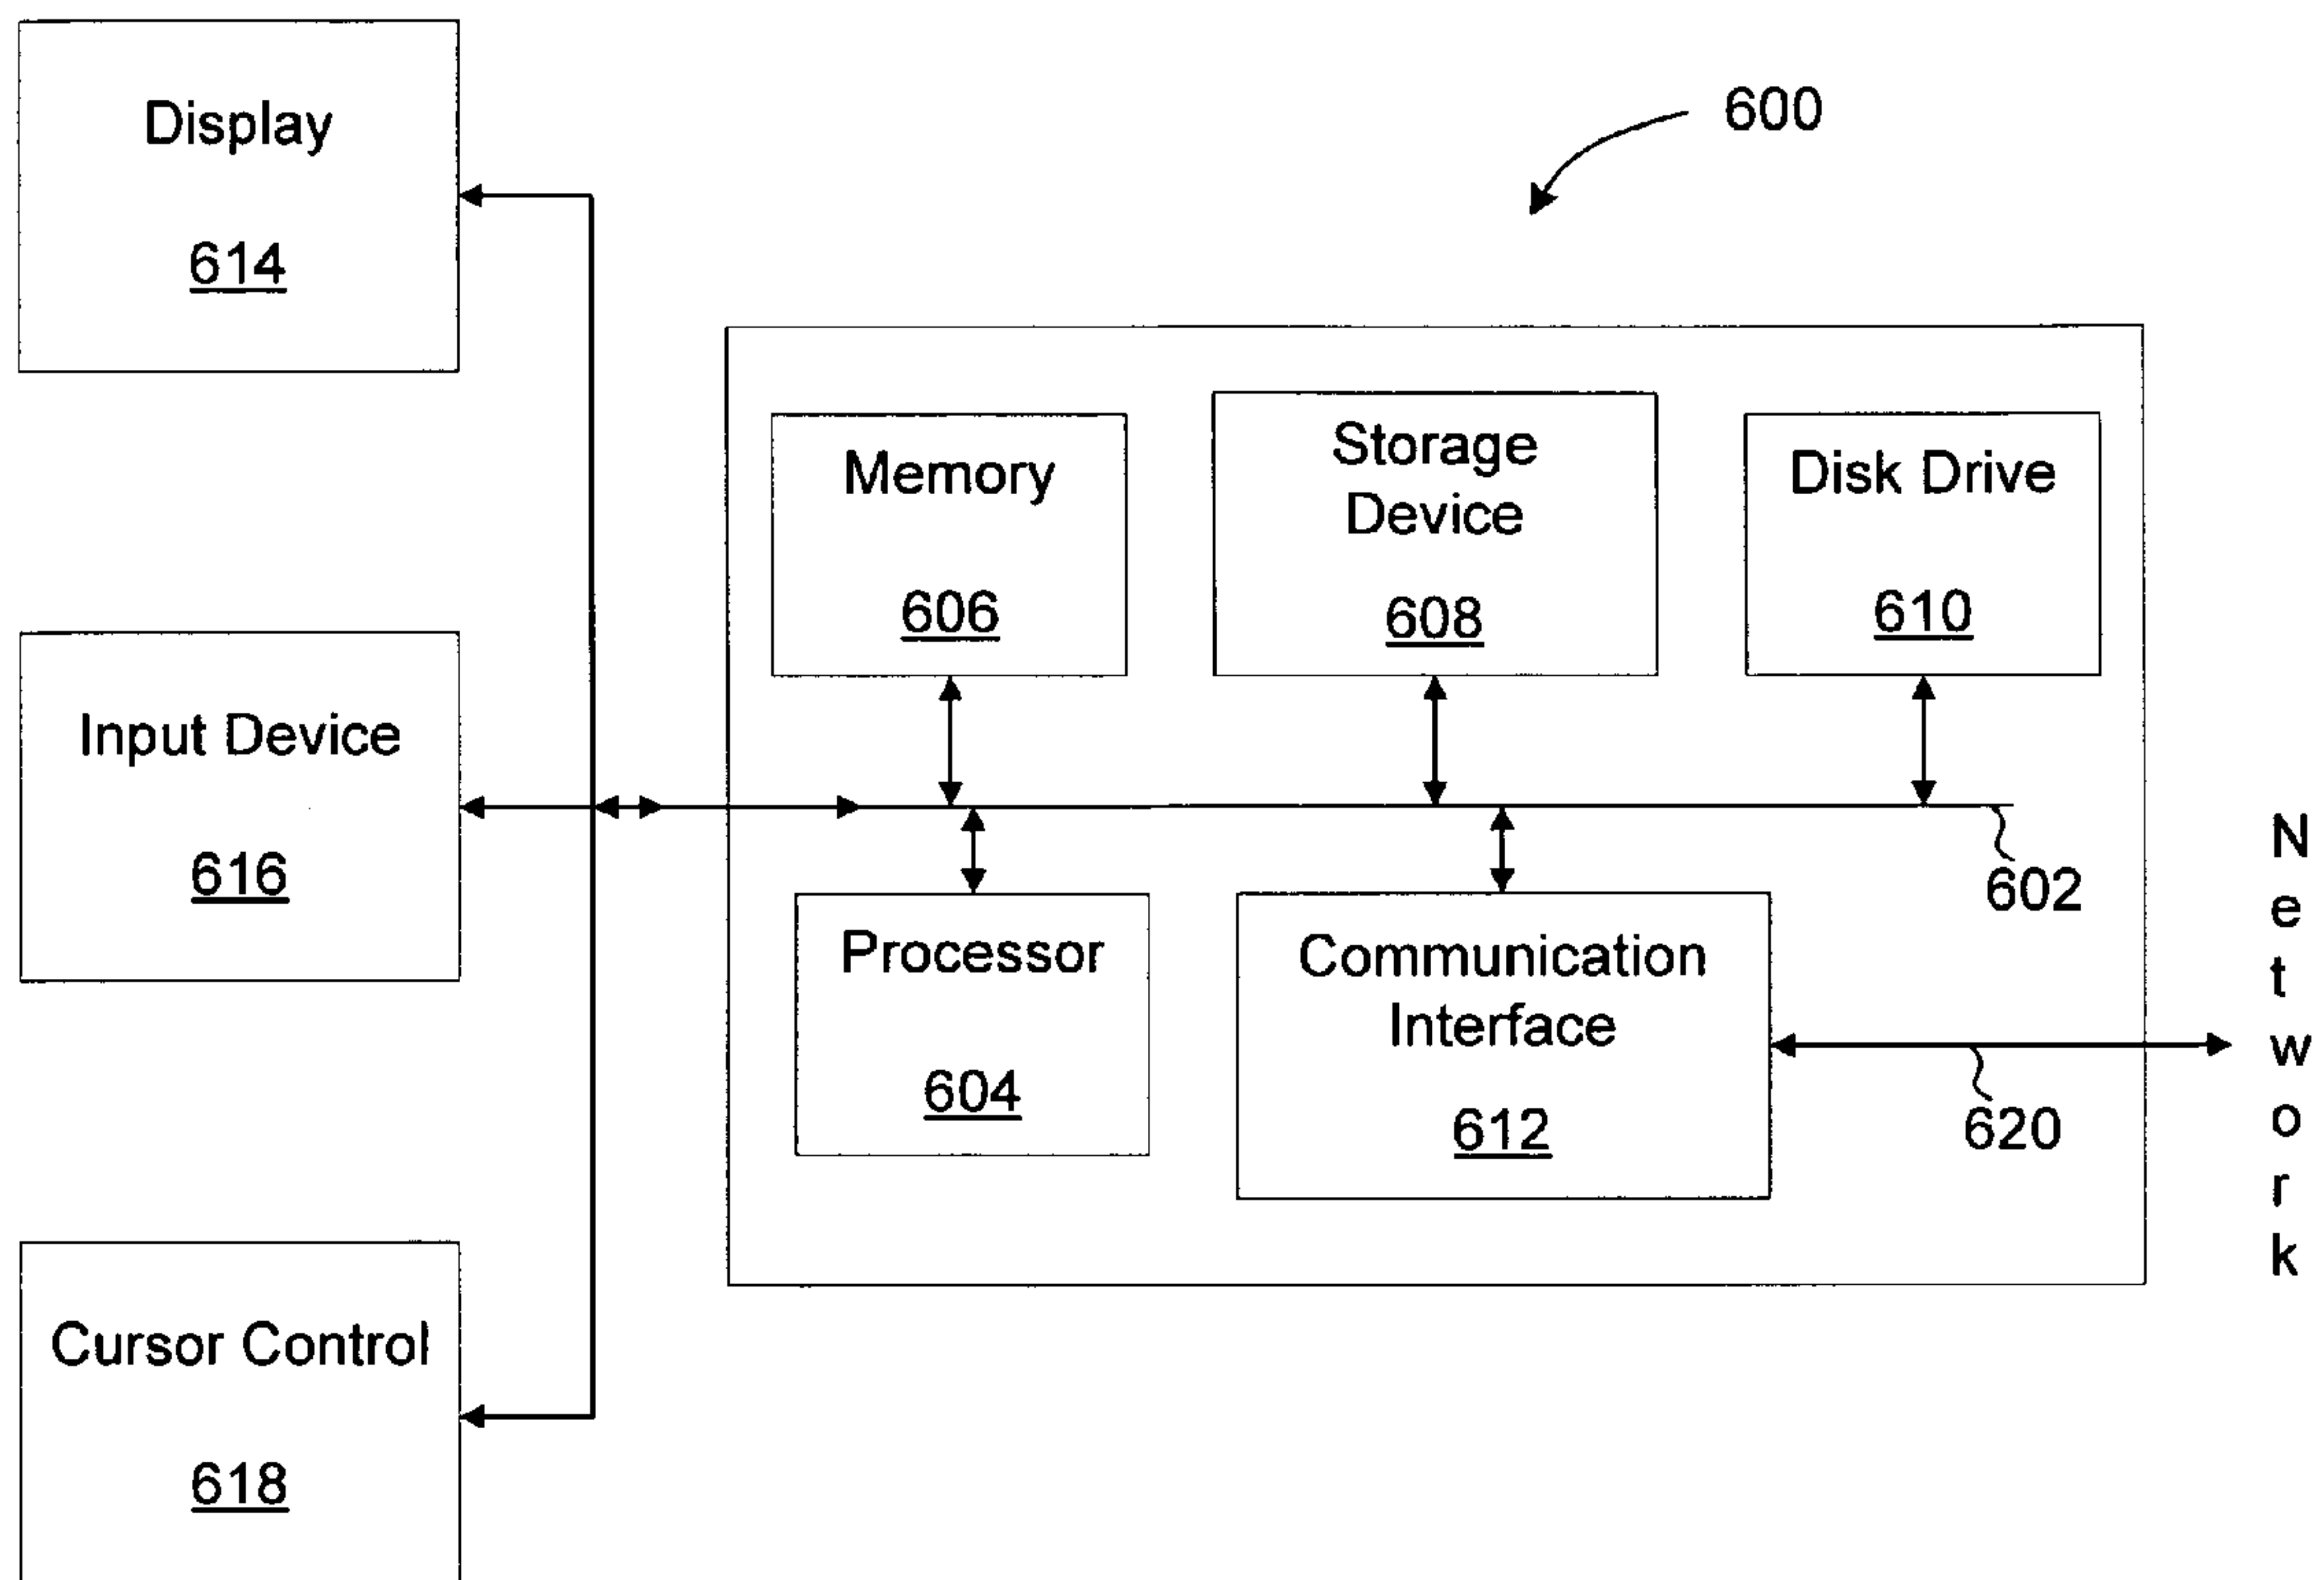 Display
614
600
Memory
606
Storage
Device
608
Disk Drive
610
Input Device
616
602
Processor
604
Communication
Interface
612
620
Network
Cursor Control
618